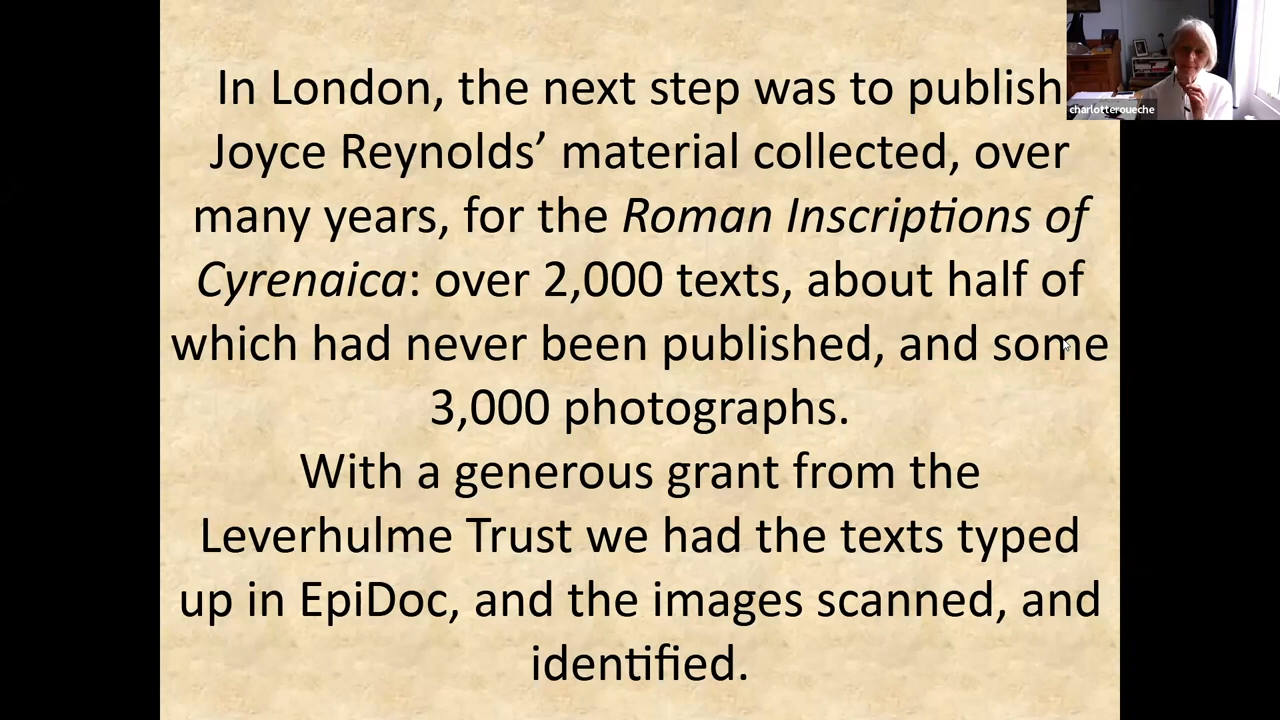 In London, the next step was to publish
Joyce Reynolds’ material collected, over
many years, for the Roman Inscriptions of
Cyrenaica: over 2,000 texts, about half of
which had never been published, and some
3,000 photographs.
With a generous grant from the
Leverhulme Trust we had the texts typed
up in EpiDoc, and the images scanned, and
identified.
charlotteroueche